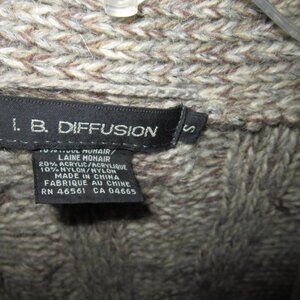 I. B. DIFFUSION
S
MOHAIR/
LAINE MOHAIR
20% ACRYLIC/ACRYLIQUE
10% NYLON/NYLON
MADE IN CHINA
FABRIQUE AU CHINE
RN 46561 CA 04665